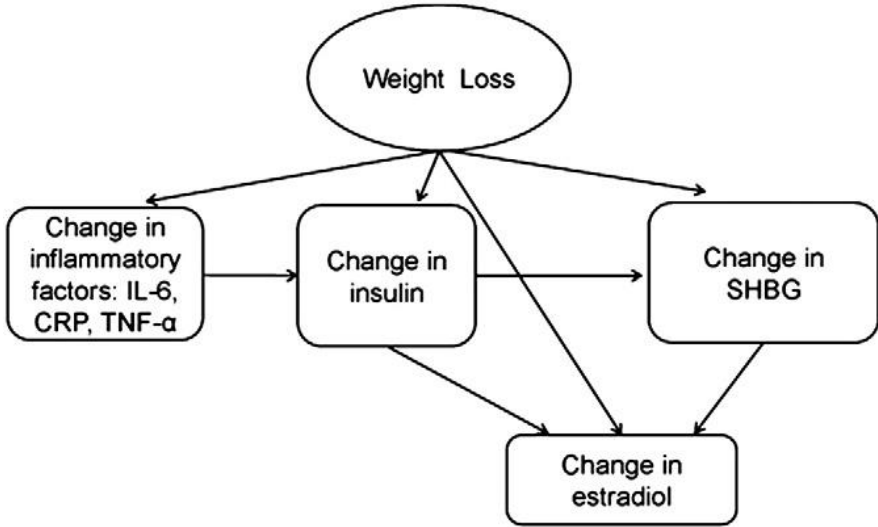 Weight Loss
Change in
inflammatory
factors: IL-6,
CRP, TNF-α
Change in
insulin
Change in
SHBG
Change in
estradiol